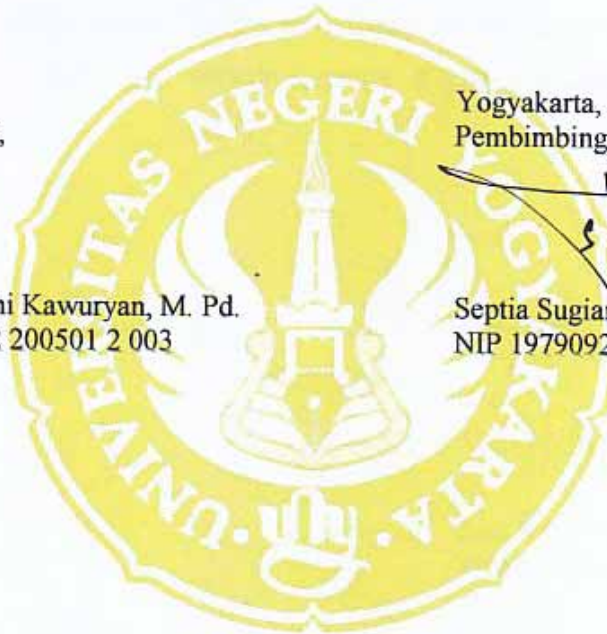 Yogyakarta,
Pembimbing
ni Kawuryan, M. Pd.
200501 2 003
Septia Sugiar
NIP 1979092
UNIVERSITAS NEGERI YOGYAKARTA